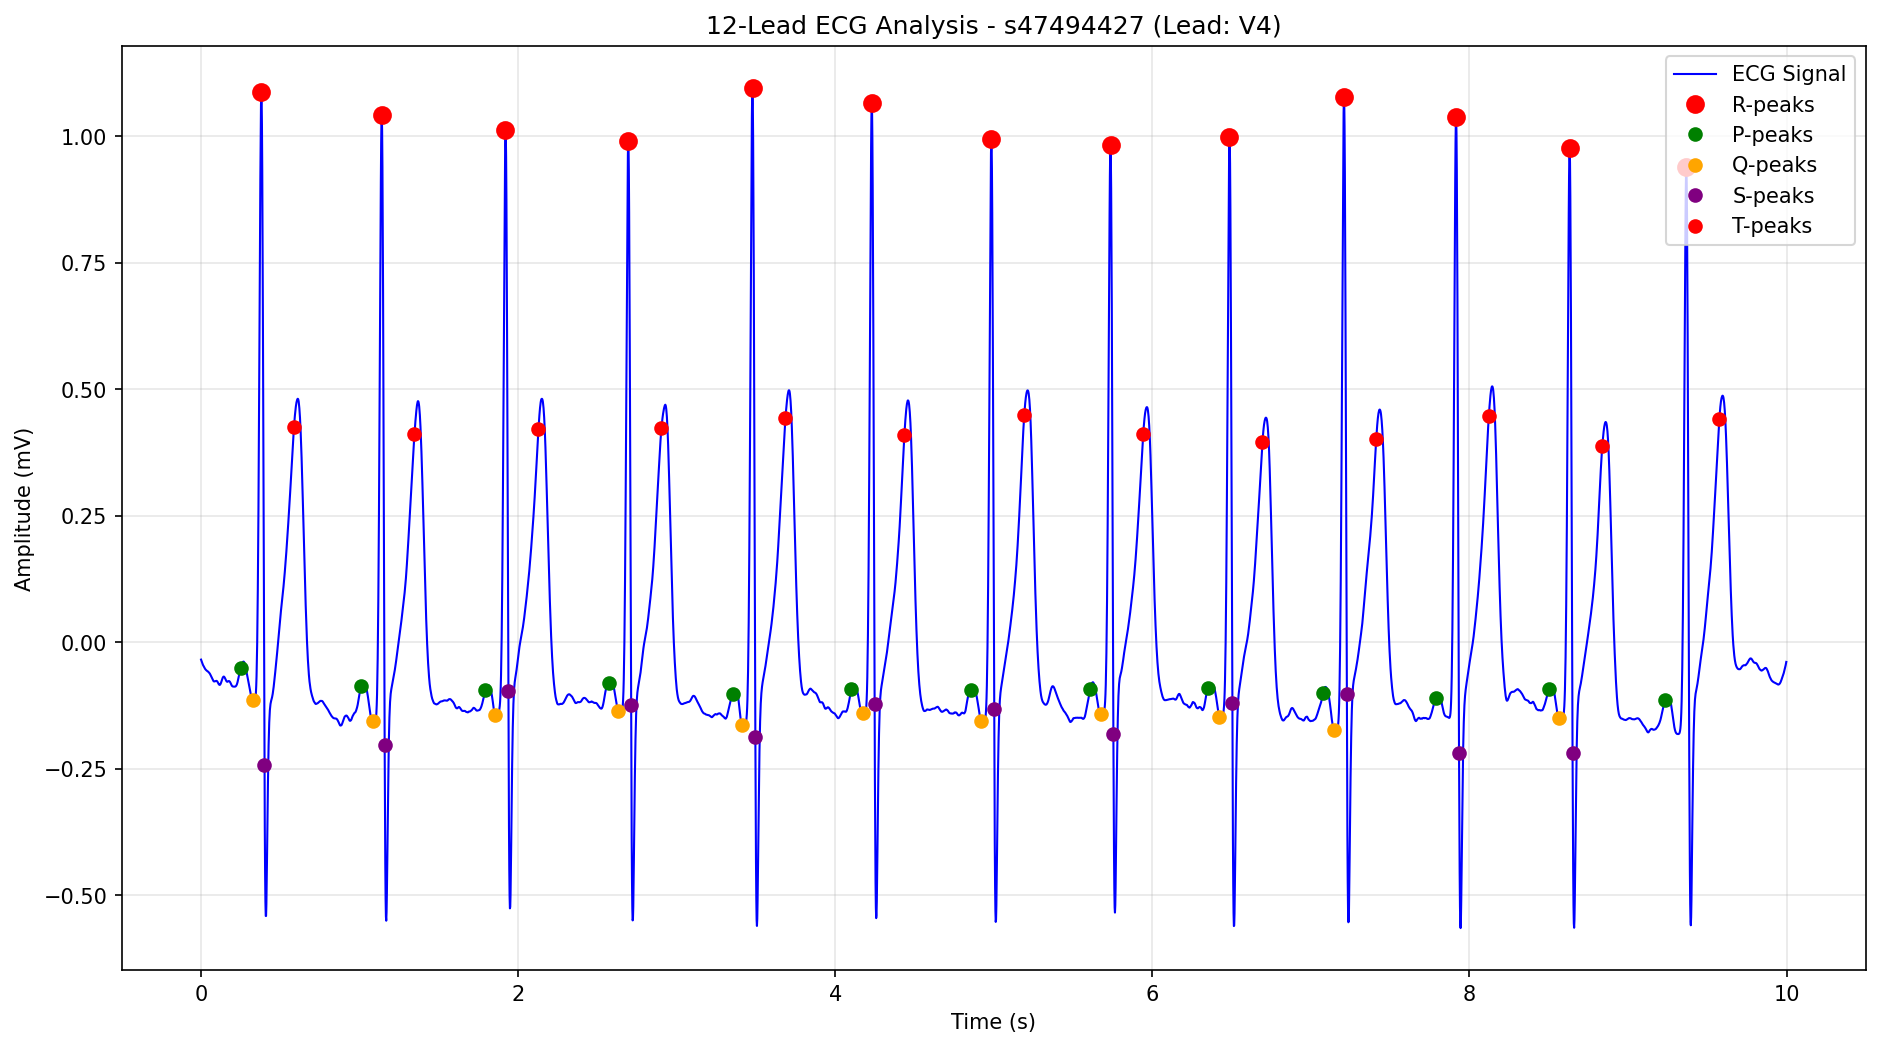 12-Lead ECG Analysis - s47494427 (Lead: V4)
ECG Signal
R-peaks
P-peaks
Q-peaks
S-peaks
T-peaks
1.00
0.75
0.50
0.25
0.00
−0.25
−0.50
Amplitude (mV)
0 2 4 6 8 10
Time (s)